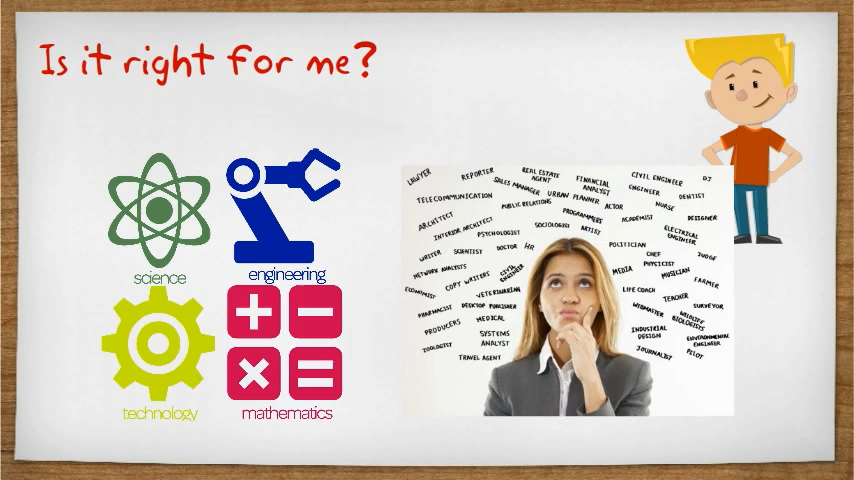 Is it right for me?
science
engineering
technology
mathematics
LAWYER
REPORTER
REAL ESTATE
AGENT
SALES MANAGER
FINANCIAL
ANALYST
CIVIL ENGINEER
DJ
TELECOMMUNICATION
PUBLIC RELATIONS
URBAN PLANNER
ACTOR
ENGINEER
NURSE
DENTIST
ARCHITECT
INTERIOR ARCHITECT
PSYCHOLOGIST
SOCIOLOGIST
PROGRAMMERS
ARTIST
ACADEMIST
DESIGNER
ELECTRICAL
ENGINEER
WRITER
SCIENTIST
DOCTOR
HR
POLITICIAN
CHEF
JUDGE
NETWORK ANALYSTS
COPY WRITERS
CIVIL
ENGINEER
MEDIA
PHYSICIST
MUSICIAN
FARMER
ECONOMIST
VETERINARIAN
LIFE COACH
TEACHER
PHARMACIST
DESKTOP PUBLISHER
WEBMASTER
SURVEYOR
WILDLIFE
BIOLOGISTS
PRODUCERS
MEDICAL
SYSTEMS
ANALYST
INDUSTRIAL
DESIGN
ENVIRONMENTAL
ENGINEER
ZOOLOGIST
TRAVEL AGENT
JOURNALIST
PILOT